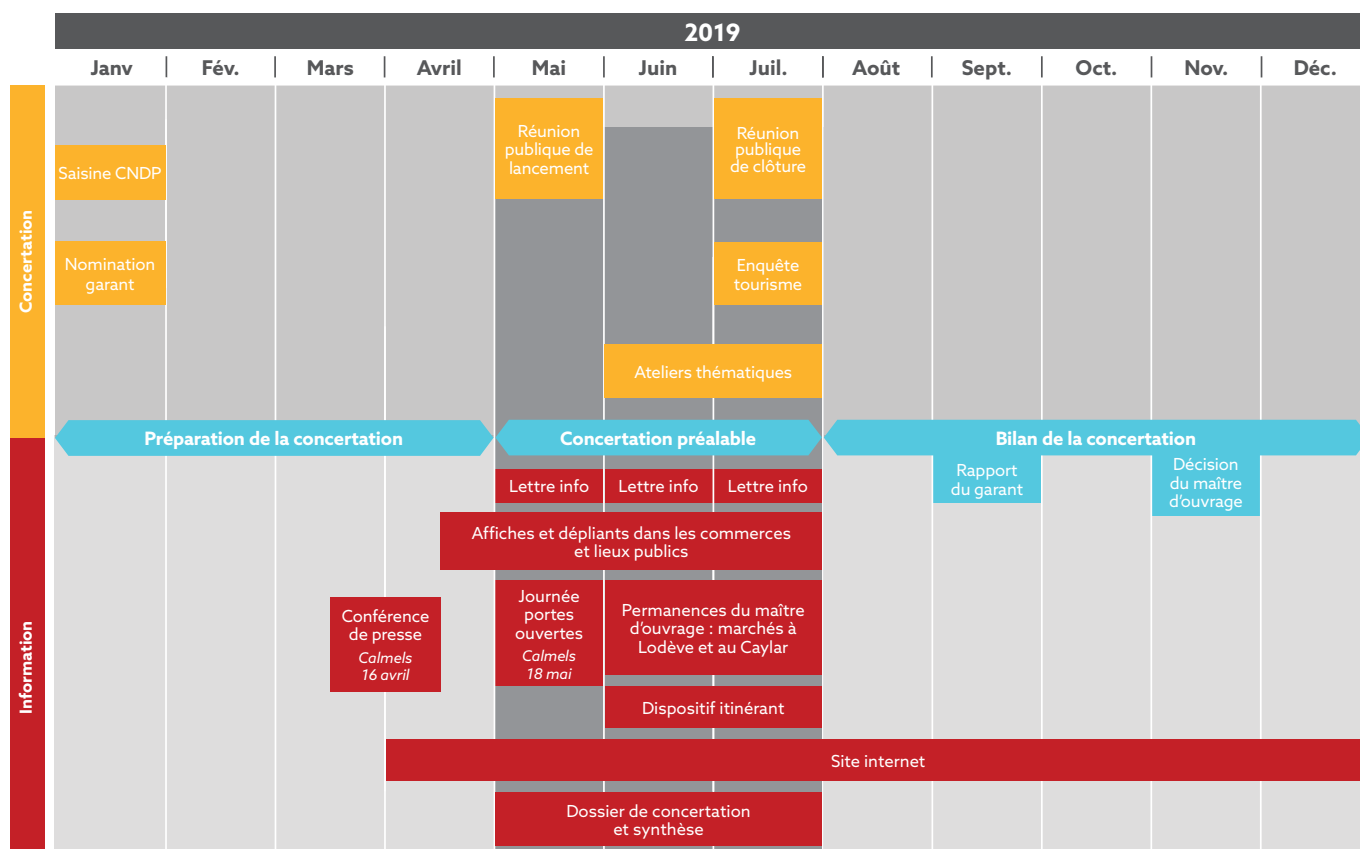 2019
Janv
Fév.
Mars
Avril
Mai
Juin
Juil.
Août
Sept.
Oct.
Nov.
Déc.
Concertation
Saisine CNDP
Nomination
garant
Réunion
publique de
lancement
Réunion
publique
de clôture
Enquête
tourisme
Ateliers thématiques
Préparation de la concertation
Concertation préalable
Bilan de la concertation
Rapport
du garant
Décision
du maître
d'ouvrage
Information
Lettre info
Lettre info
Lettre info
Affiches et dépliants dans les commerces
et lieux publics
Conférence
de presse
Calmels
16 avril
Journée
portes
ouvertes
Calmels
18 mai
Permanences du maître
d'ouvrage : marchés à
Lodève et au Caylar
Dispositif itinérant
Site internet
Dossier de concertation
et synthèse